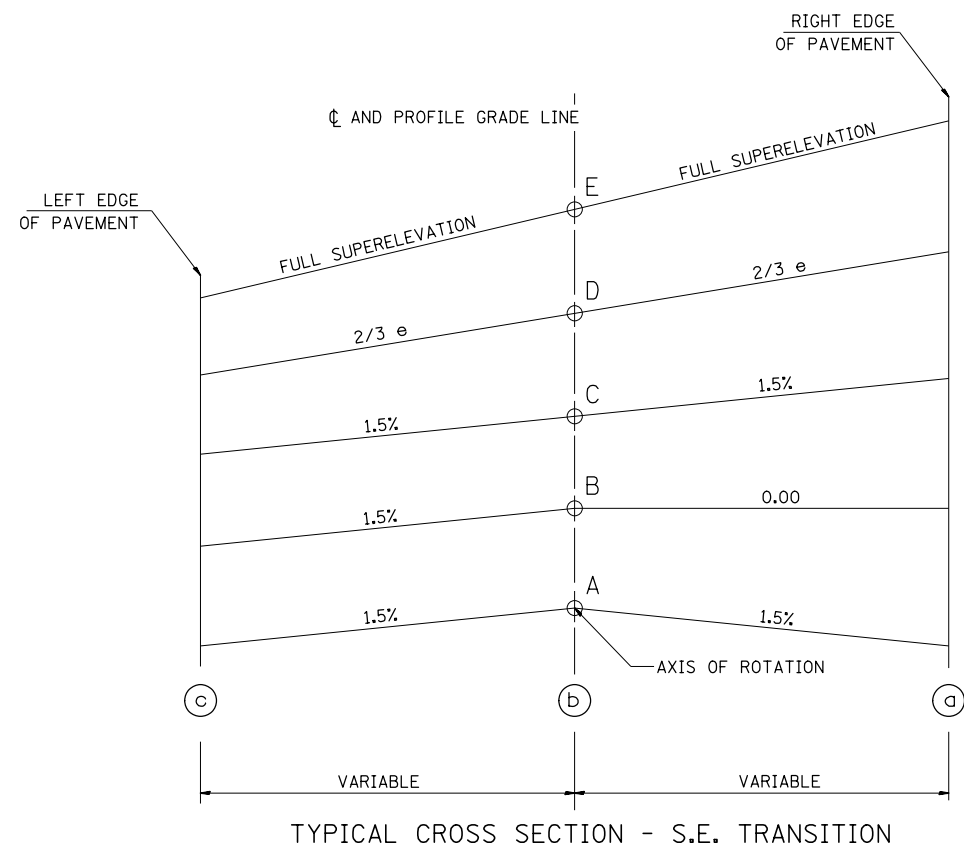 RIGHT EDGE
OF PAVEMENT
℄ AND PROFILE GRADE LINE
FULL SUPERELEVATION
E
LEFT EDGE
OF PAVEMENT
FULL SUPERELEVATION
2/3 e
D
2/3 e
C
1.5%
1.5%
B
0.00
1.5%
A
1.5%
1.5%
AXIS OF ROTATION
c
b
a
VARIABLE
VARIABLE
TYPICAL CROSS SECTION - S.E. TRANSITION